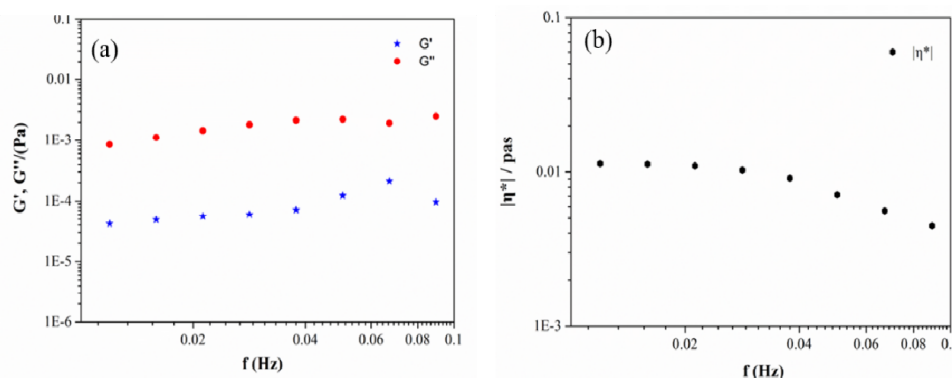 (a)
G'
G''
0.1
0.01
1E-3
1E-4
1E-5
1E-6
G', G''/(Pa)
0.02
0.04
0.06
0.08
0.1
f (Hz)
(b)
|η*|
0.1
0.01
1E-3
|η*| / pas
0.02
0.04
0.06
0.08
f (Hz)